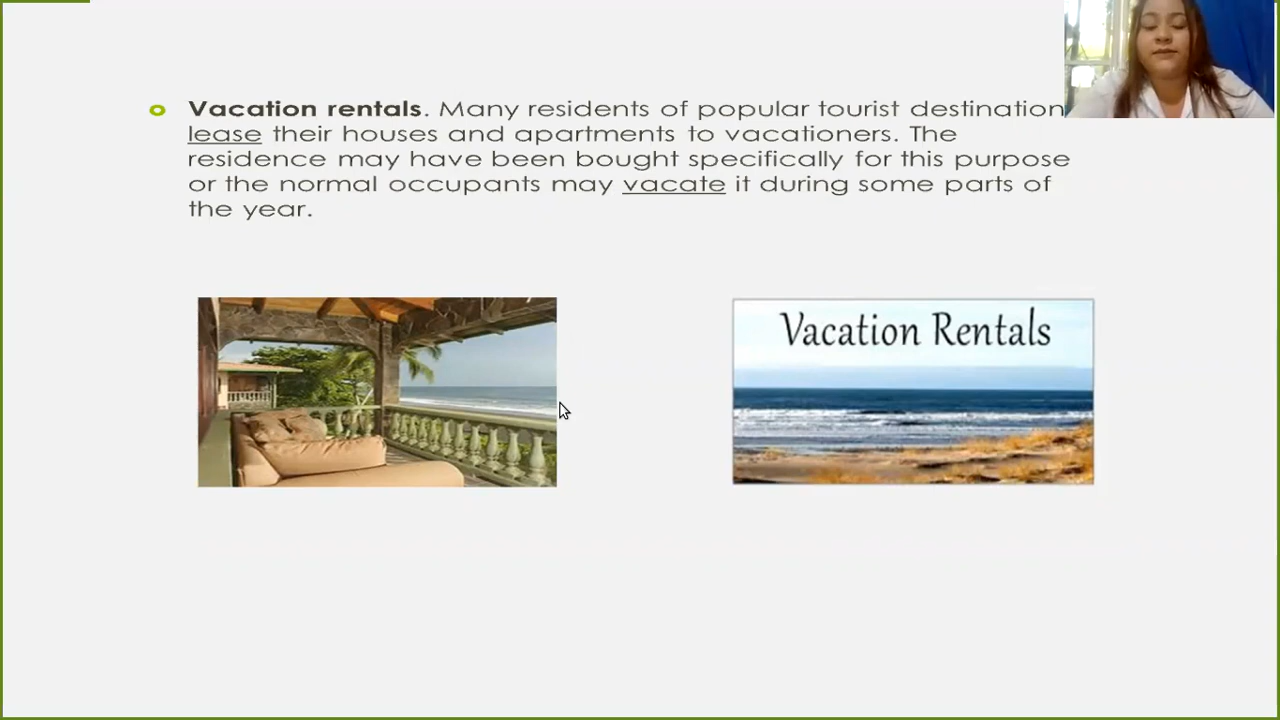 Vacation rentals. Many residents of popular tourist destination
lease their houses and apartments to vacationers. The
residence may have been bought specifically for this purpose
or the normal occupants may vacate it during some parts of
the year.
Vacation Rentals